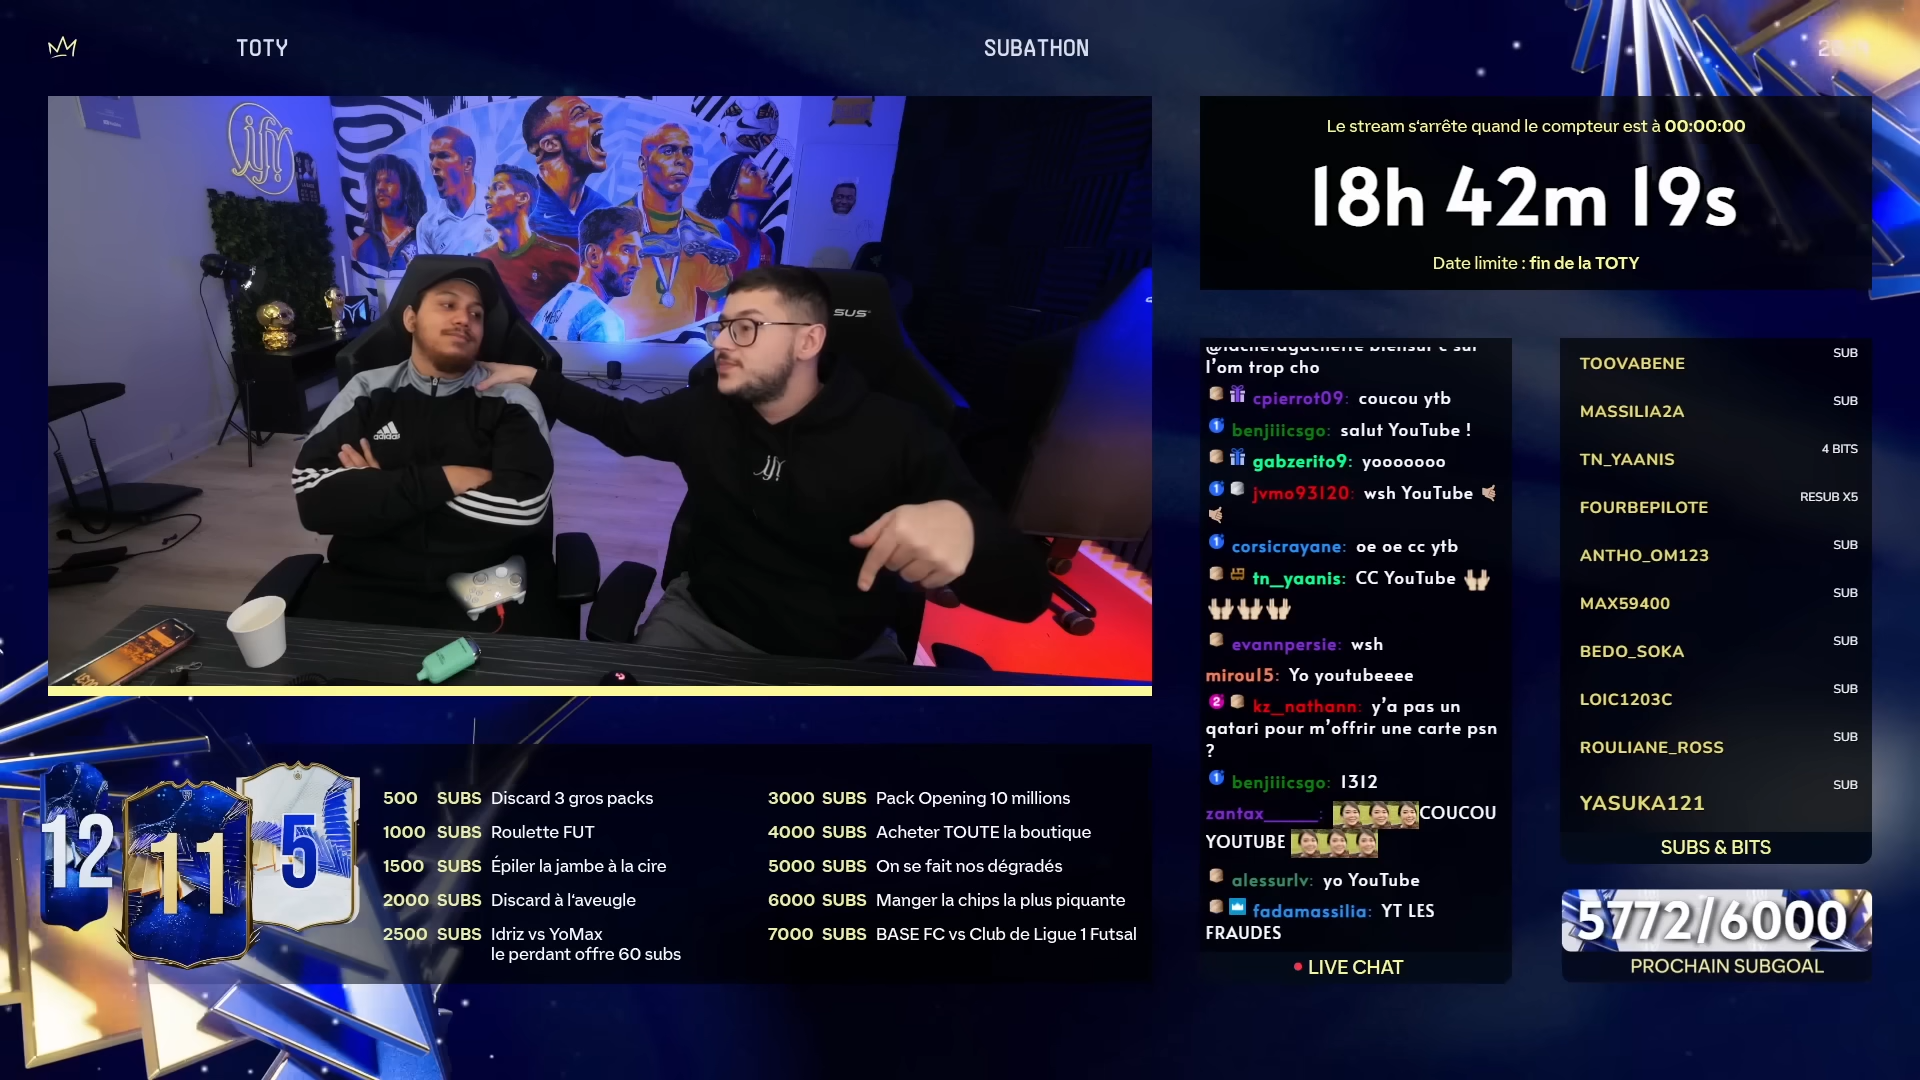 TOTY
SUBATHON
Le stream s'arrête quand le compteur est à 00:00:00
18h 42m 19s
Date limite : fin de la TOTY
ify
SUS
adidas
l'om trop cho
cpierrot09: coucou ytb
benjiiicsgo: salut YouTube !
gabzerito9: yooooooo
jvmo93120: wsh YouTube 🤙
🤙
corsicrayane: oe oe cc ytb
tn_yaanis: CC YouTube 🙌
🙌🙌🙌
evannpersie: wsh
mirou15: Yo youtubeeee
kz_nathann: y'a pas un
qatari pour m'offrir une carte psn
?
benjiiicsgo: 1312
zantax______: COUCOU
YOUTUBE
alessurlv: yo YouTube
fadamassilia: YT LES
FRAUDES
LIVE CHAT
TOOVABENE SUB
MASSILIA2A SUB
TN_YAANIS 4 BITS
FOURBEPILOTE RESUB X5
ANTHO_OM123 SUB
MAX59400 SUB
BEDO_SOKA SUB
LOIC1203C SUB
ROULIANE_ROSS SUB
YASUKA121 SUB
SUBS & BITS
5772/6000
PROCHAIN SUBGOAL
12
11
5
500 SUBS Discard 3 gros packs
1000 SUBS Roulette FUT
1500 SUBS Épiler la jambe à la cire
2000 SUBS Discard à l'aveugle
2500 SUBS Idriz vs YoMax
le perdant offre 60 subs
3000 SUBS Pack Opening 10 millions
4000 SUBS Acheter TOUTE la boutique
5000 SUBS On se fait nos dégradés
6000 SUBS Manger la chips la plus piquante
7000 SUBS BASE FC vs Club de Ligue 1 Futsal